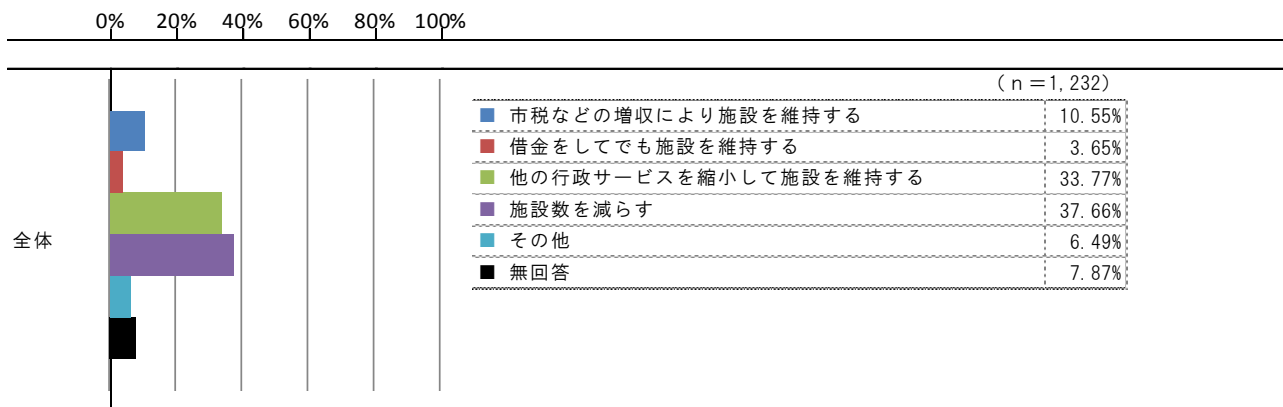 0% 20% 40% 60% 80% 100%
(n=1,232)
市税などの増収により施設を維持する 10.55%
借金をしてでも施設を維持する 3.65%
他の行政サービスを縮小して施設を維持する 33.77%
施設数を減らす 37.66%
全体
その他 6.49%
無回答 7.87%